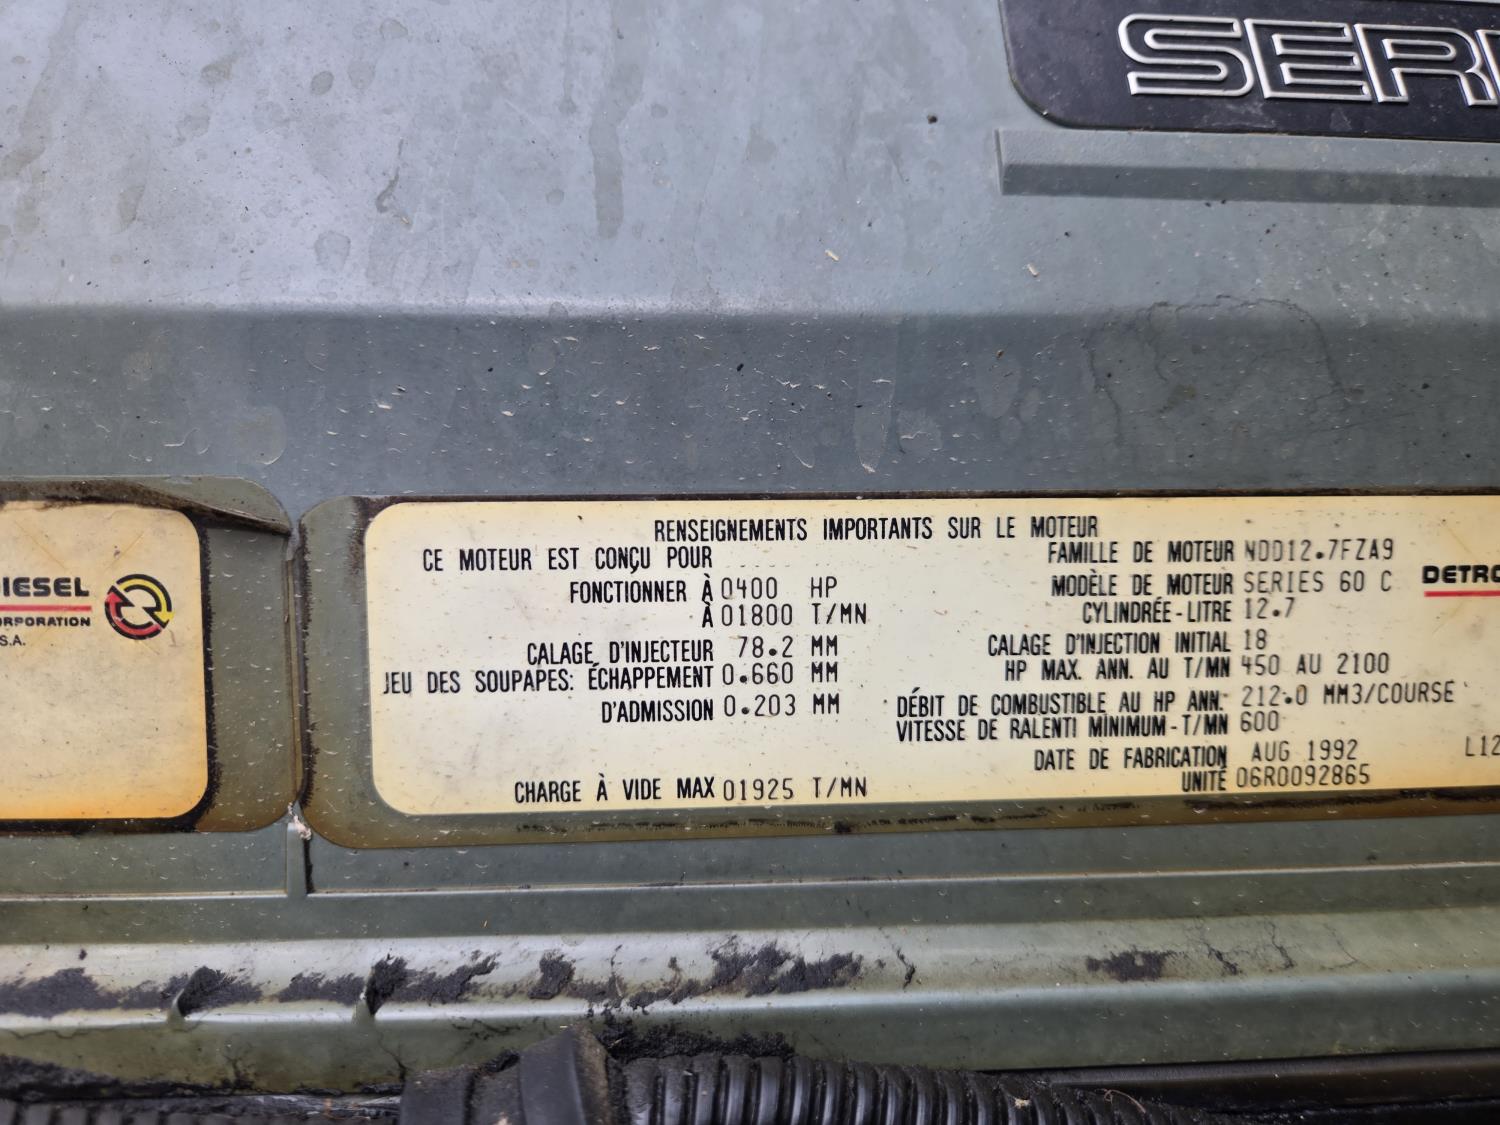 SERI
DIESEL
CORPORATION
S.A.
RENSEIGNEMENTS IMPORTANTS SUR LE MOTEUR
CE MOTEUR EST CONÇU POUR
FONCTIONNER À 0400 HP
À 01800 T/MN
CALAGE D'INJECTEUR 78.2 MM
JEU DES SOUPAPES: ÉCHAPPEMENT 0.660 MM
D'ADMISSION 0.203 MM
CHARGE À VIDE MAX 01925 T/MN
FAMILLE DE MOTEUR NDD12.7FZA9
MODÈLE DE MOTEUR SERIES 60 C
CYLINDRÉE-LITRE 12.7
CALAGE D'INJECTION INITIAL 18
HP MAX. ANN. AU T/MN 450 AU 2100
DÉBIT DE COMBUSTIBLE AU HP ANN. 212.0 MM3/COURSE
VITESSE DE RALENTI MINIMUM-T/MN 600
DATE DE FABRICATION AUG 1992
UNITÉ 06R0092865
DETRO
L12